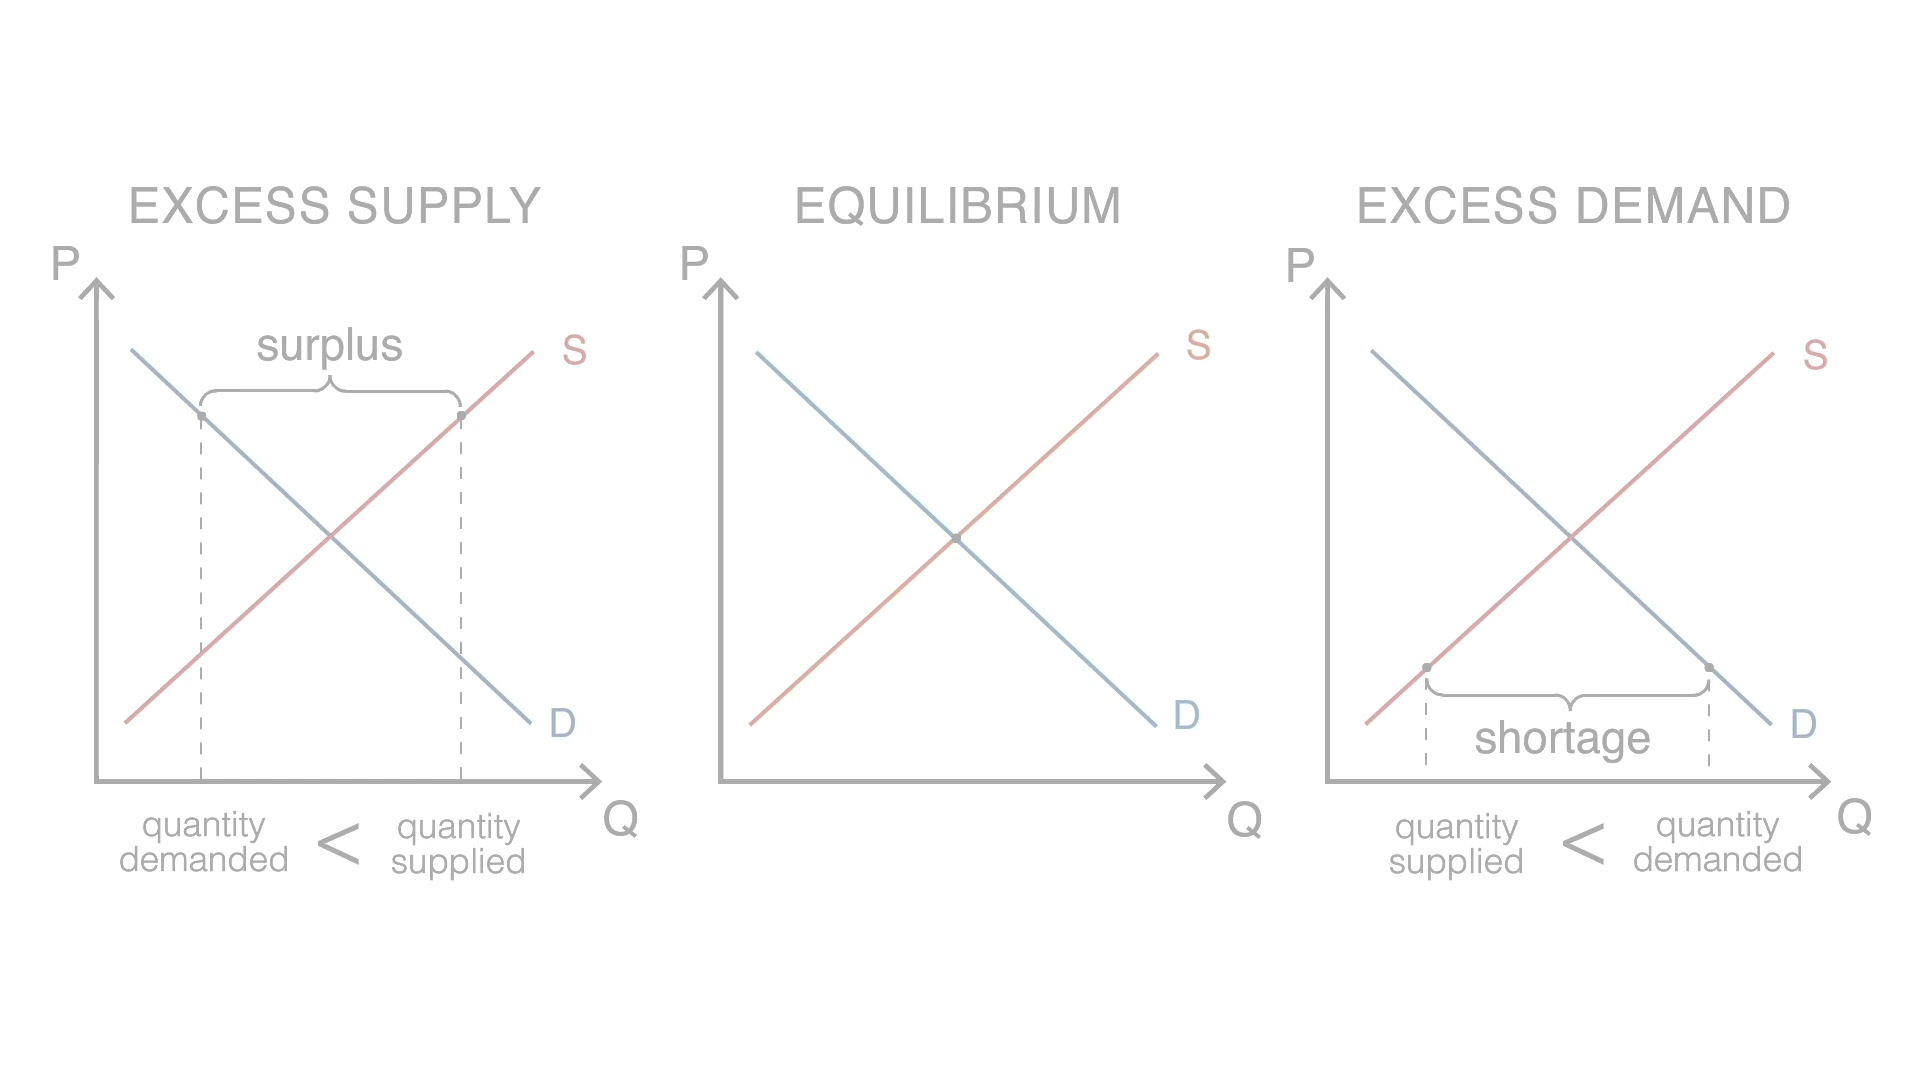 EXCESS SUPPLY
P
surplus
S
D
Q
quantity
demanded
<
quantity
supplied
EQUILIBRIUM
P
S
D
Q
EXCESS DEMAND
P
S
shortage
D
Q
quantity
supplied
<
quantity
demanded